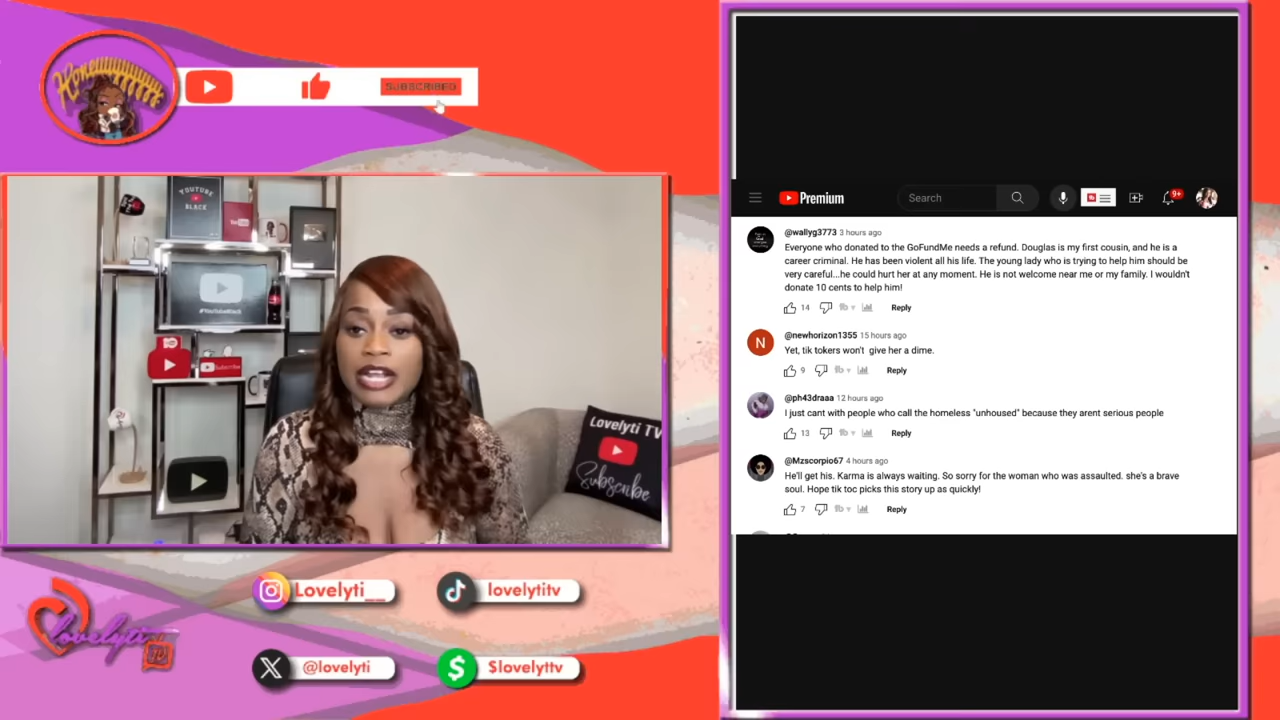 Honeuyyyyyyy
SUBSCRIBED
YOUTUBE
BLACK
#YouTubeBlack
Subscribe
Lovelyti TV
Subscribe
lovelyti
TV
Lovelyti__
lovelytitv
@lovelyti
$lovelyttv
Premium
Search
9+
@wallyg3773 3 hours ago
Everyone who donated to the GoFundMe needs a refund. Douglas is my first cousin, and he is a
career criminal. He has been violent all his life. The young lady who is trying to help him should be
very careful...he could hurt her at any moment. He is not welcome near me or my family. I wouldn't
donate 10 cents to help him!
14 Reply
N
@newhorizon1355 15 hours ago
Yet, tik tokers won't give her a dime.
9 Reply
@ph43draaa 12 hours ago
I just cant with people who call the homeless "unhoused" because they arent serious people
13 Reply
@Mzscorpio67 4 hours ago
He'll get his. Karma is always waiting. So sorry for the woman who was assaulted. she's a brave
soul. Hope tik toc picks this story up as quickly!
7 Reply